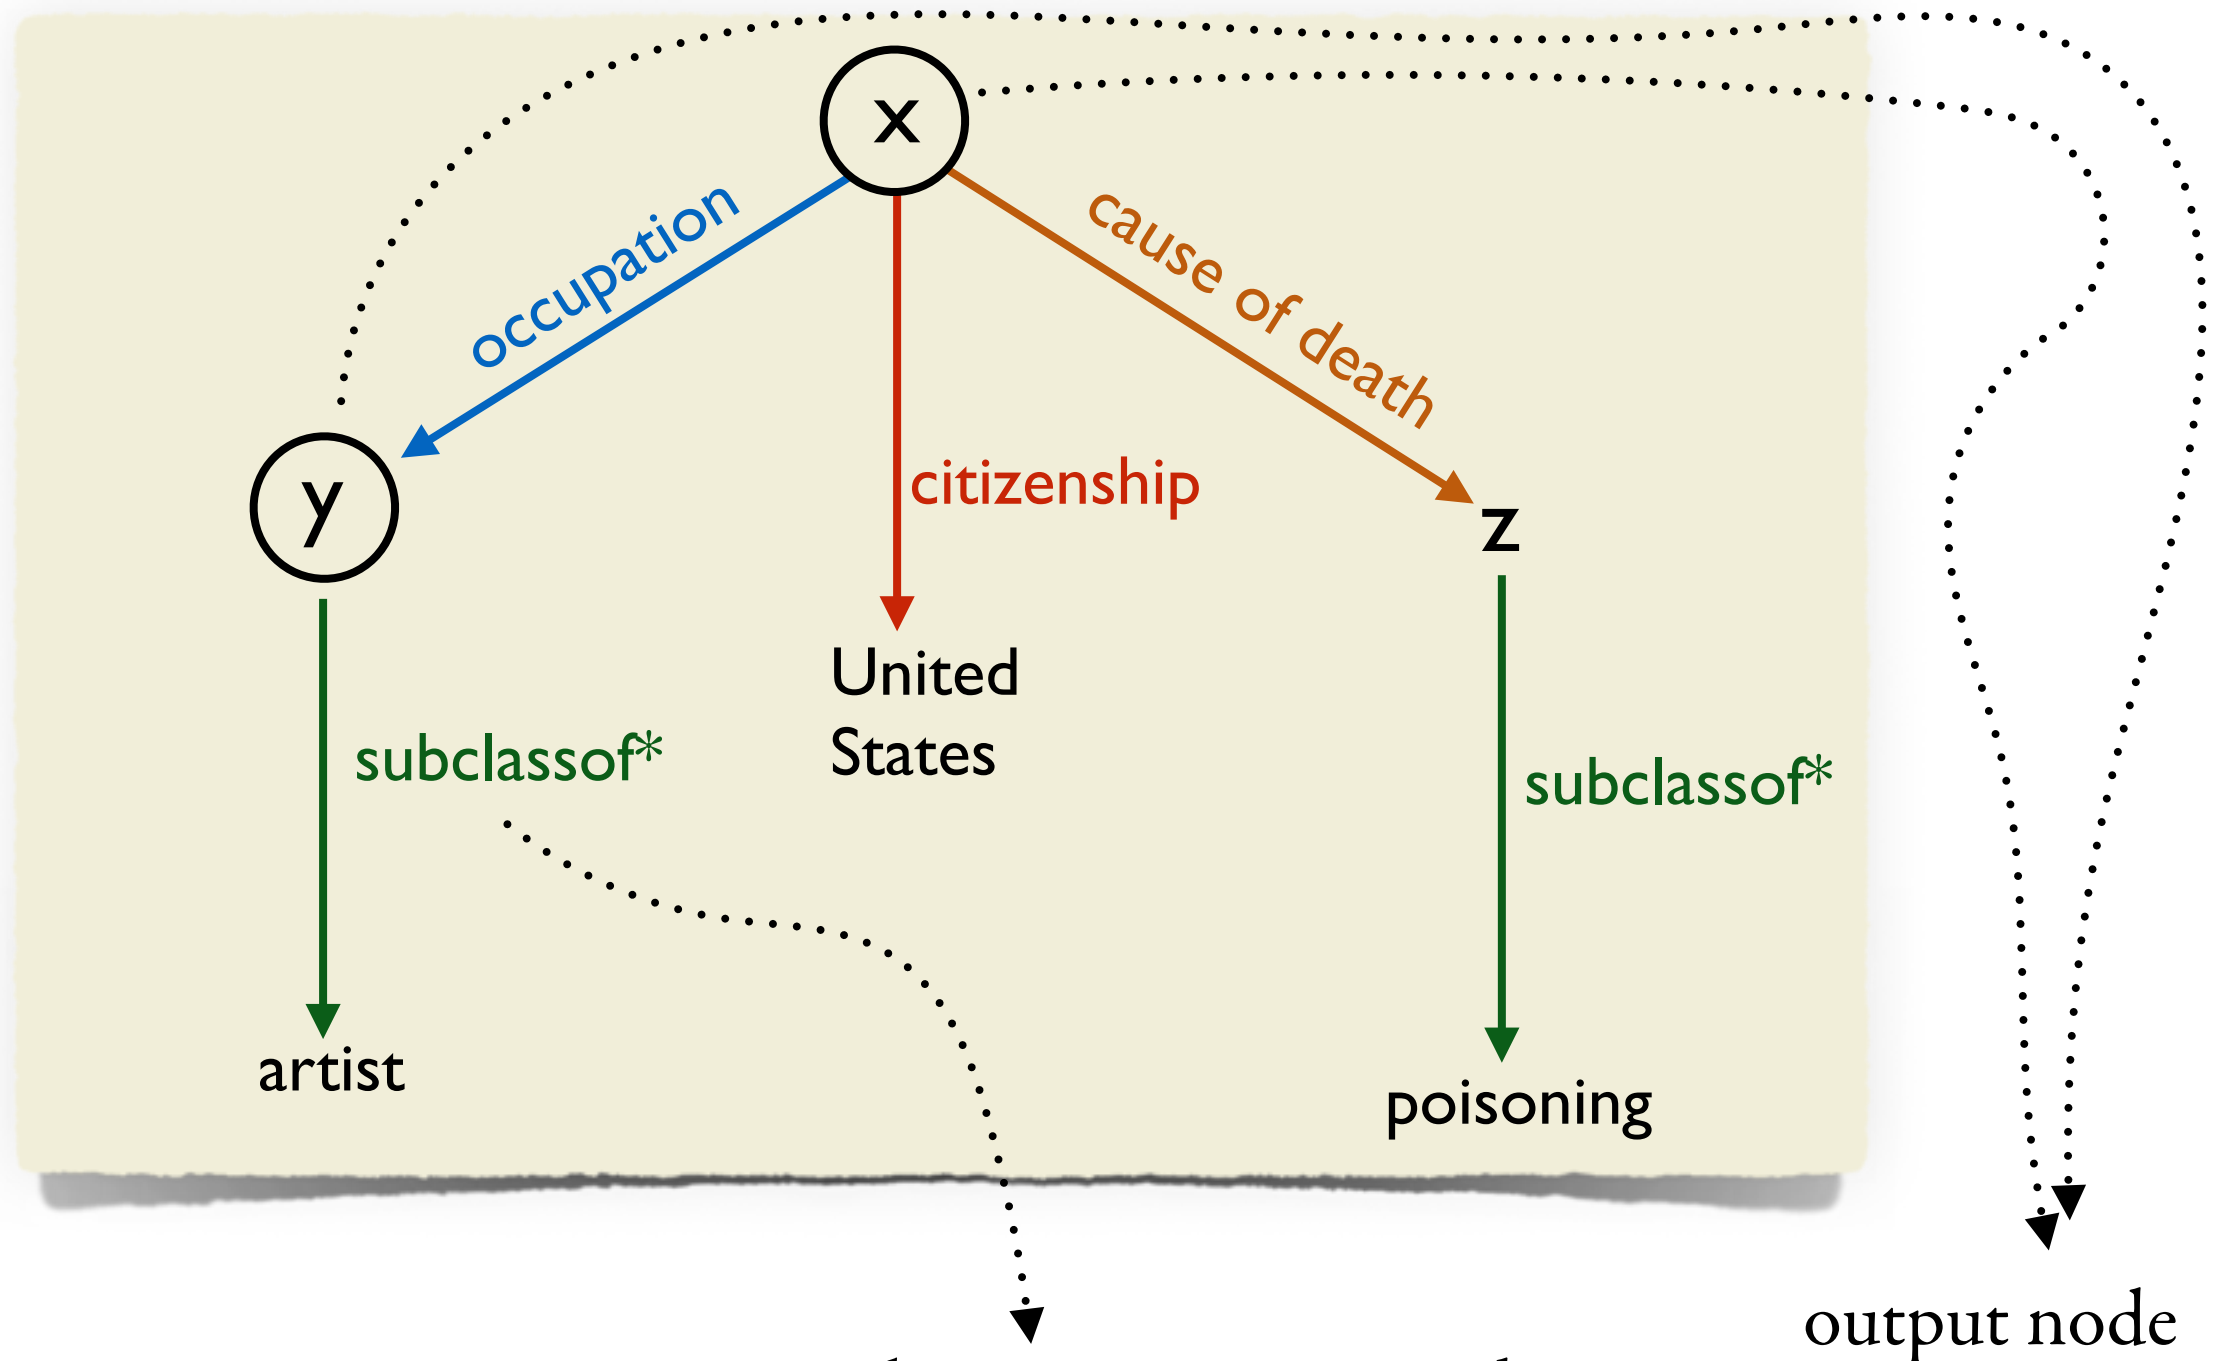 x
occupation
cause of death
y
citizenship
z
United
States
subclassof*
subclassof*
artist
poisoning
output node